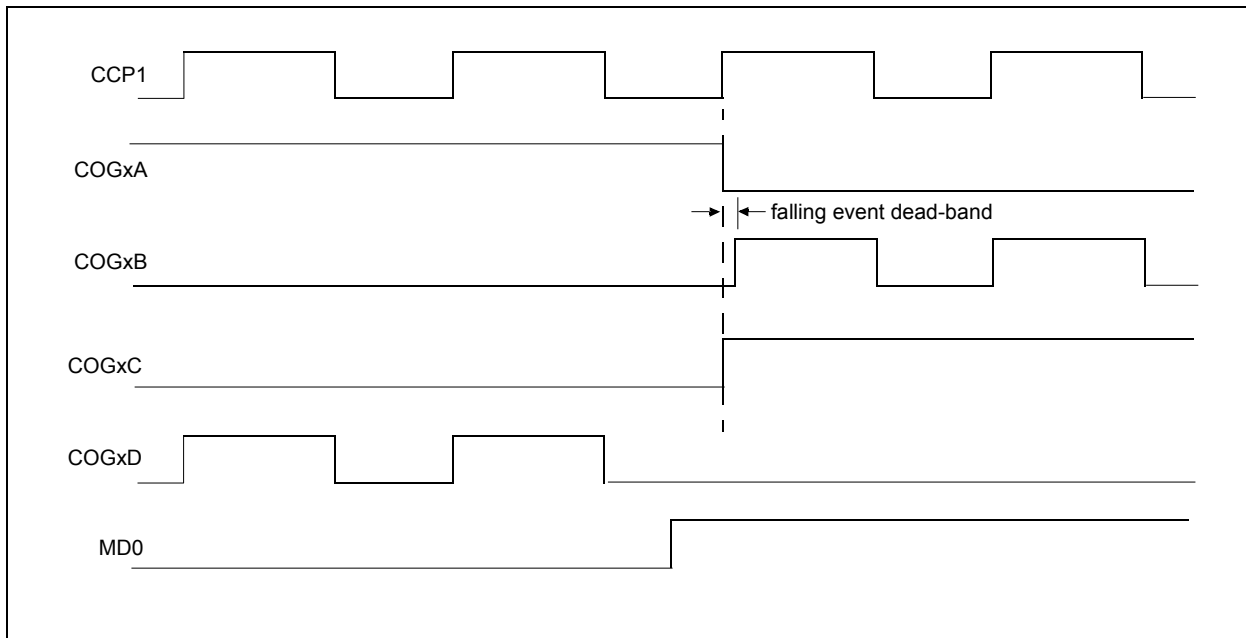 CCP1
COGxA
falling event dead-band
COGxB
COGxC
COGxD
MD0